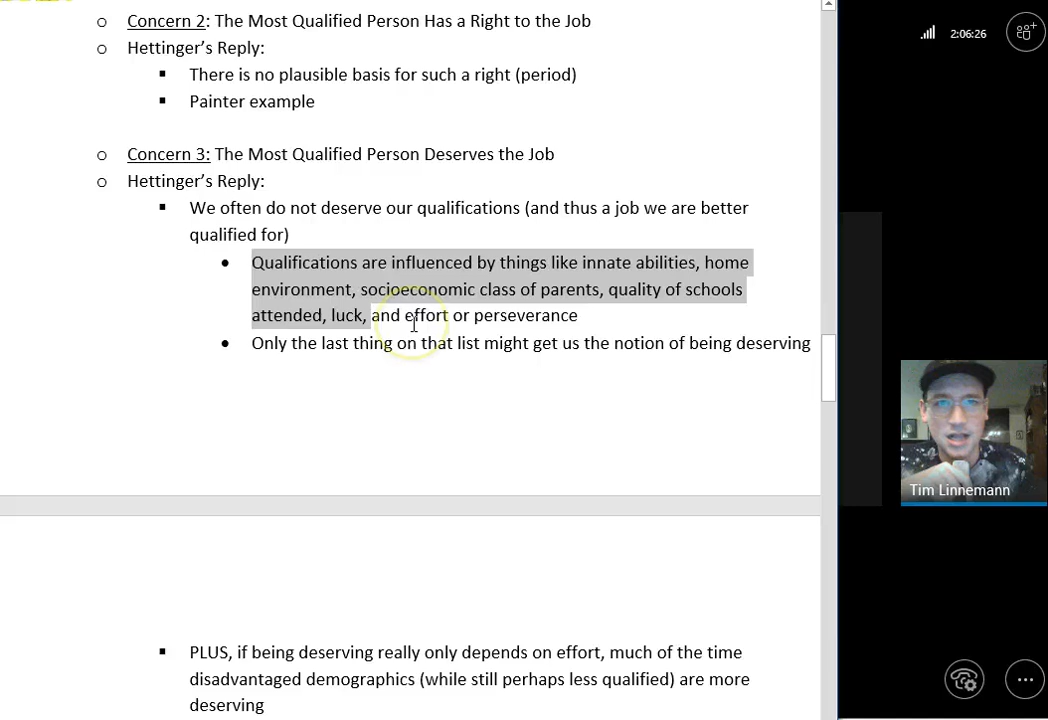 o Concern 2: The Most Qualified Person Has a Right to the Job
o Hettinger's Reply:
▪ There is no plausible basis for such a right (period)
▪ Painter example
o Concern 3: The Most Qualified Person Deserves the Job
o Hettinger's Reply:
▪ We often do not deserve our qualifications (and thus a job we are better
qualified for)
• Qualifications are influenced by things like innate abilities, home
environment, socioeconomic class of parents, quality of schools
attended, luck, and effort or perseverance
• Only the last thing on that list might get us the notion of being deserving
▪ PLUS, if being deserving really only depends on effort, much of the time
disadvantaged demographics (while still perhaps less qualified) are more
deserving
2:06:26
Tim Linnemann